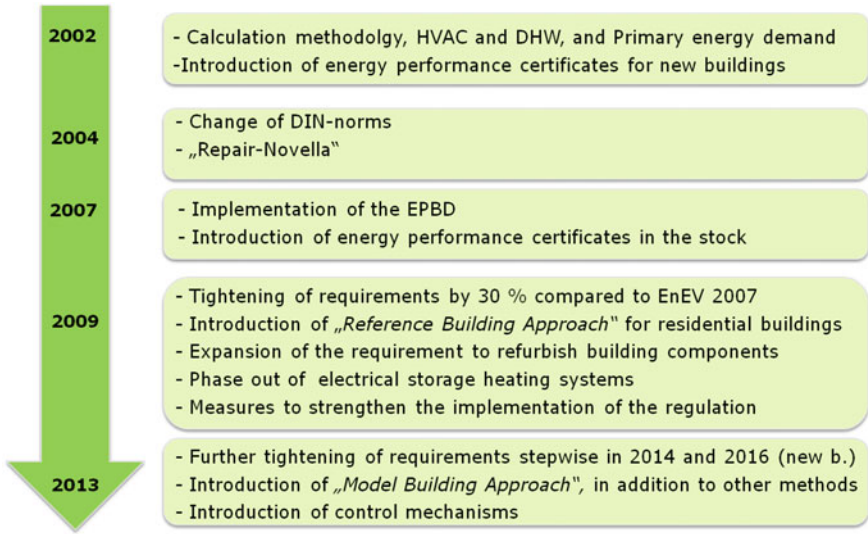 2002
- Calculation methodolgy, HVAC and DHW, and Primary energy demand
-Introduction of energy performance certificates for new buildings
2004
- Change of DIN-norms
- „Repair-Novella“
2007
- Implementation of the EPBD
- Introduction of energy performance certificates in the stock
2009
- Tightening of requirements by 30 % compared to EnEV 2007
- Introduction of „Reference Building Approach“ for residential buildings
- Expansion of the requirement to refurbish building components
- Phase out of electrical storage heating systems
- Measures to strengthen the implementation of the regulation
2013
- Further tightening of requirements stepwise in 2014 and 2016 (new b.)
- Introduction of „Model Building Approach“, in addition to other methods
- Introduction of control mechanisms